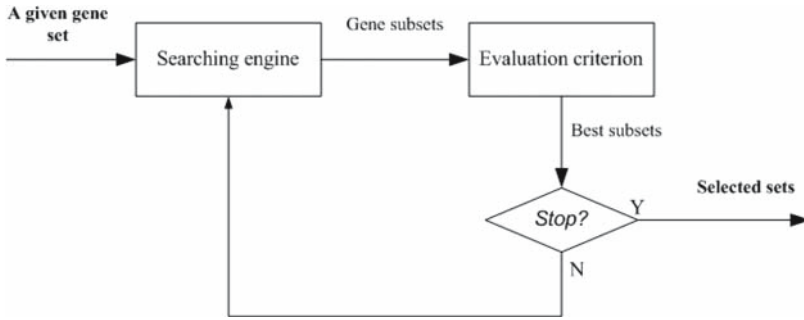 A given gene
set
Searching engine
Gene subsets
Evaluation criterion
Best subsets
Stop?
Y
Selected sets
N